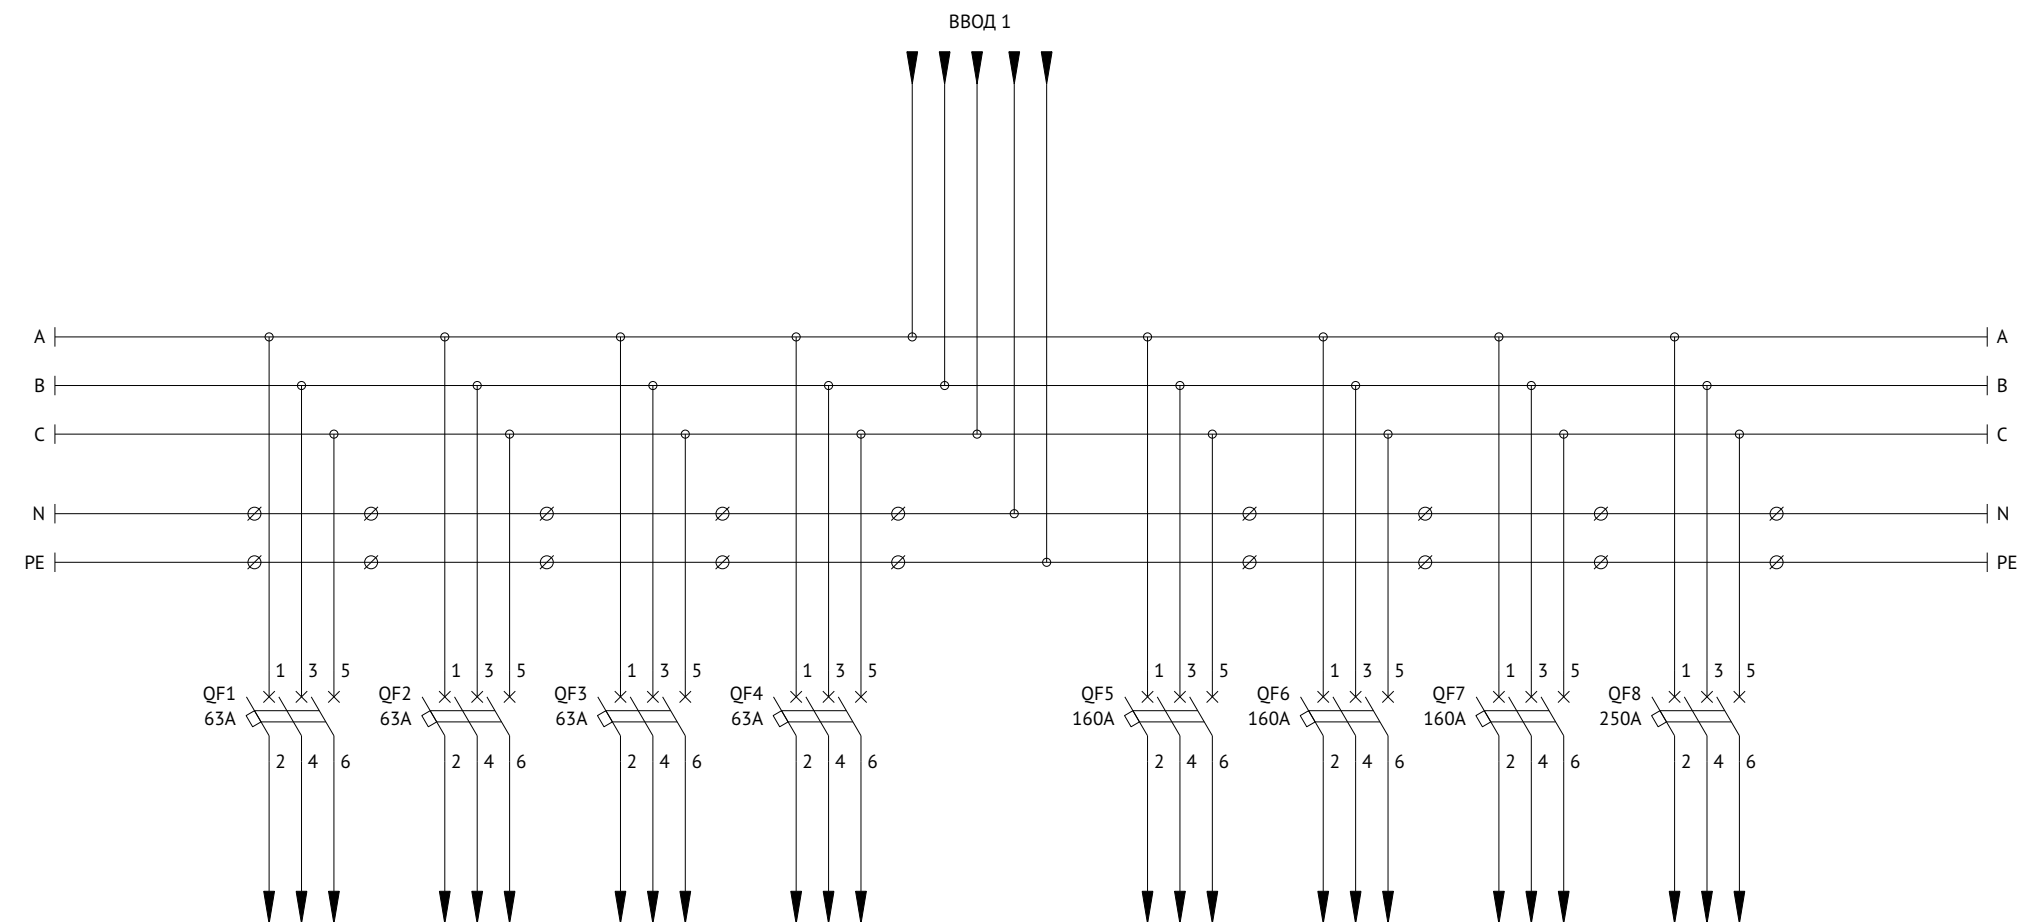 ВВОД 1
A A
B B
C C
N N
PE PE
1 3 5 1 3 5 1 3 5 1 3 5 1 3 5 1 3 5 1 3 5 1 3 5
QF1 QF2 QF3 QF4 QF5 QF6 QF7 QF8
63A 63A 63A 63A 160A 160A 160A 250A
2 4 6 2 4 6 2 4 6 2 4 6 2 4 6 2 4 6 2 4 6 2 4 6